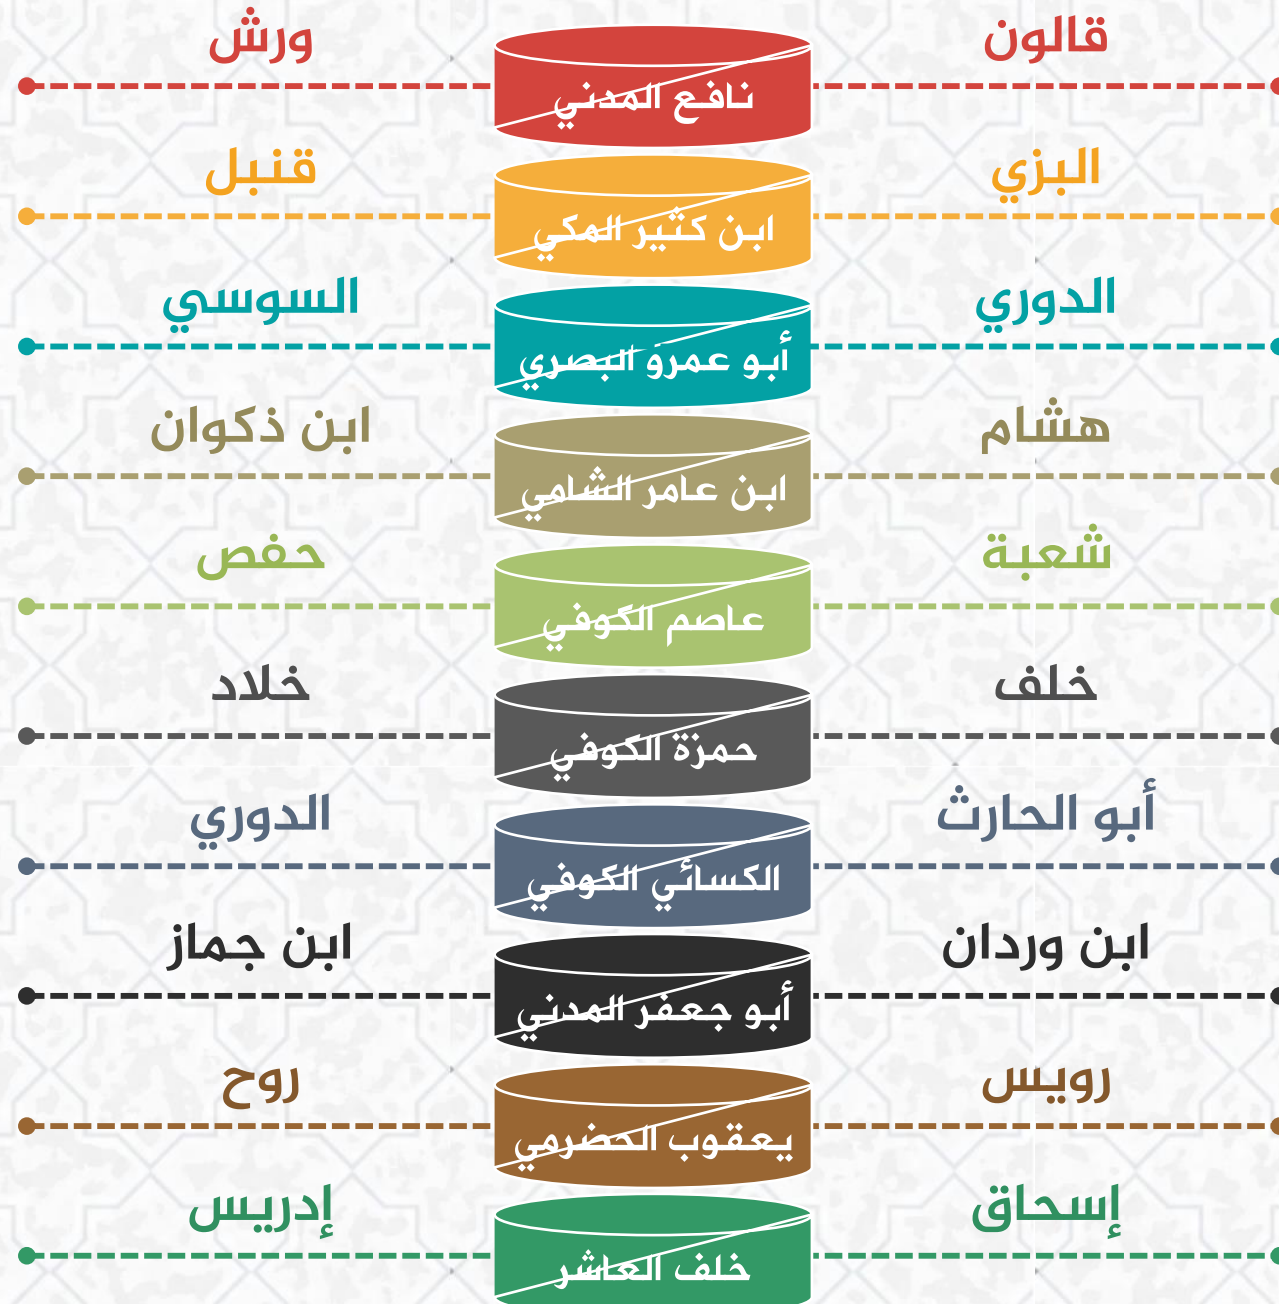 قالون
ورش
نافع المدني
البزي
قنبل
ابن كثير المكي
الدوري
السوسي
أبو عمرو البصري
هشام
ابن ذكوان
ابن عامر الشامي
شعبة
حفص
عاصم الكوفي
خلف
خلاد
حمزة الكوفي
أبو الحارث
الدوري
الكسائي الكوفي
ابن وردان
ابن جماز
أبو جعفر المدني
رويس
روح
يعقوب الحضرمي
إسحاق
إدريس
خلف العاشر